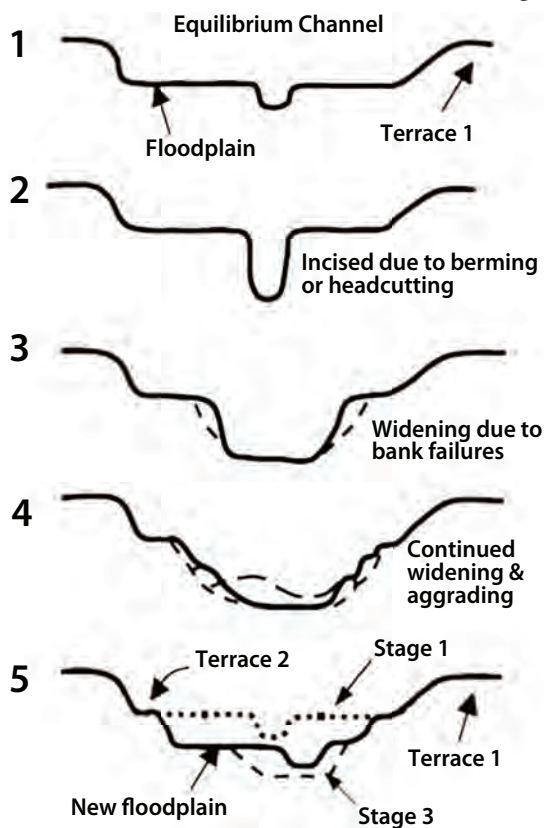 Equilibrium Channel
1
Floodplain
Terrace 1
2
Incised due to berming
or headcutting
3
Widening due to
bank failures
4
Continued
widening &
aggrading
5
Terrace 2
Stage 1
Terrace 1
New floodplain
Stage 3